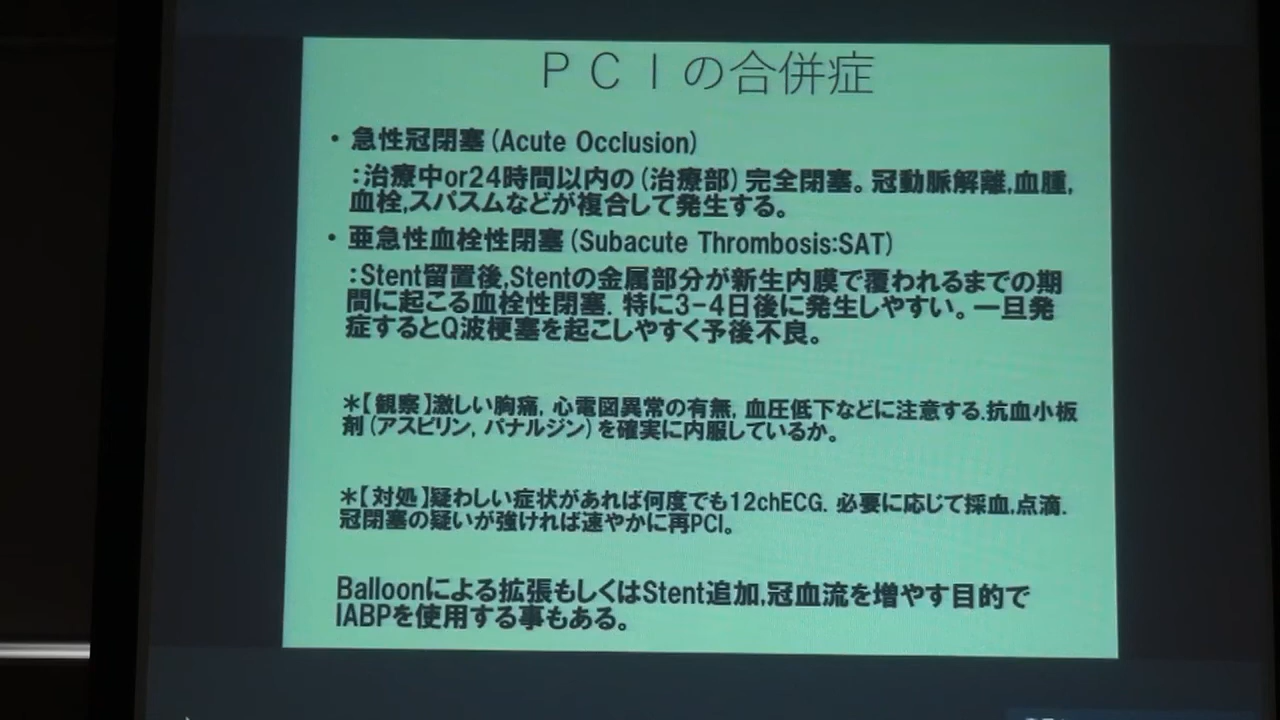 ＰＣＩの合併症
・急性冠閉塞(Acute Occlusion)
:治療中or24時間以内の(治療部)完全閉塞。冠動脈解離,血腫,
血栓,スパスムなどが複合して発生する。
・亜急性血栓性閉塞(Subacute Thrombosis:SAT)
:Stent留置後,Stentの金属部分が新生内膜で覆われるまでの期
間に起こる血栓性閉塞. 特に3-4日後に発生しやすい。一旦発
症するとQ波梗塞を起こしやすく予後不良。
＊【観察】激しい胸痛, 心電図異常の有無, 血圧低下などに注意する.抗血小板
剤(アスピリン, パナルジン)を確実に内服しているか。
＊【対処】疑わしい症状があれば何度でも12chECG. 必要に応じて採血,点滴.
冠閉塞の疑いが強ければ速やかに再PCI。
Balloonによる拡張もしくはStent追加,冠血流を増やす目的で
IABPを使用する事もある。